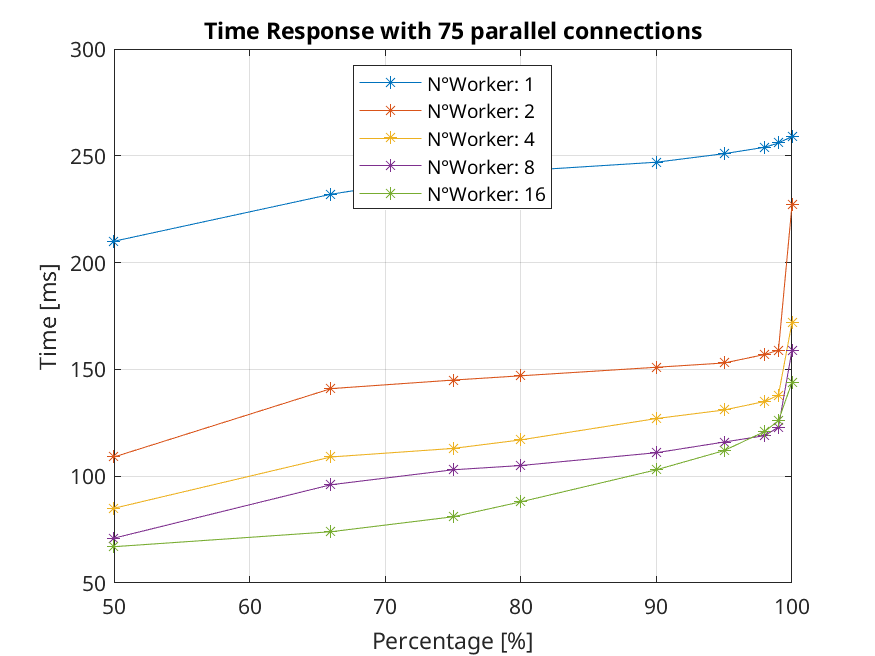 Time Response with 75 parallel connections
300
250
200
150
100
50
Time [ms]
N°Worker: 1
N°Worker: 2
N°Worker: 4
N°Worker: 8
N°Worker: 16
50 60 70 80 90 100
Percentage [%]